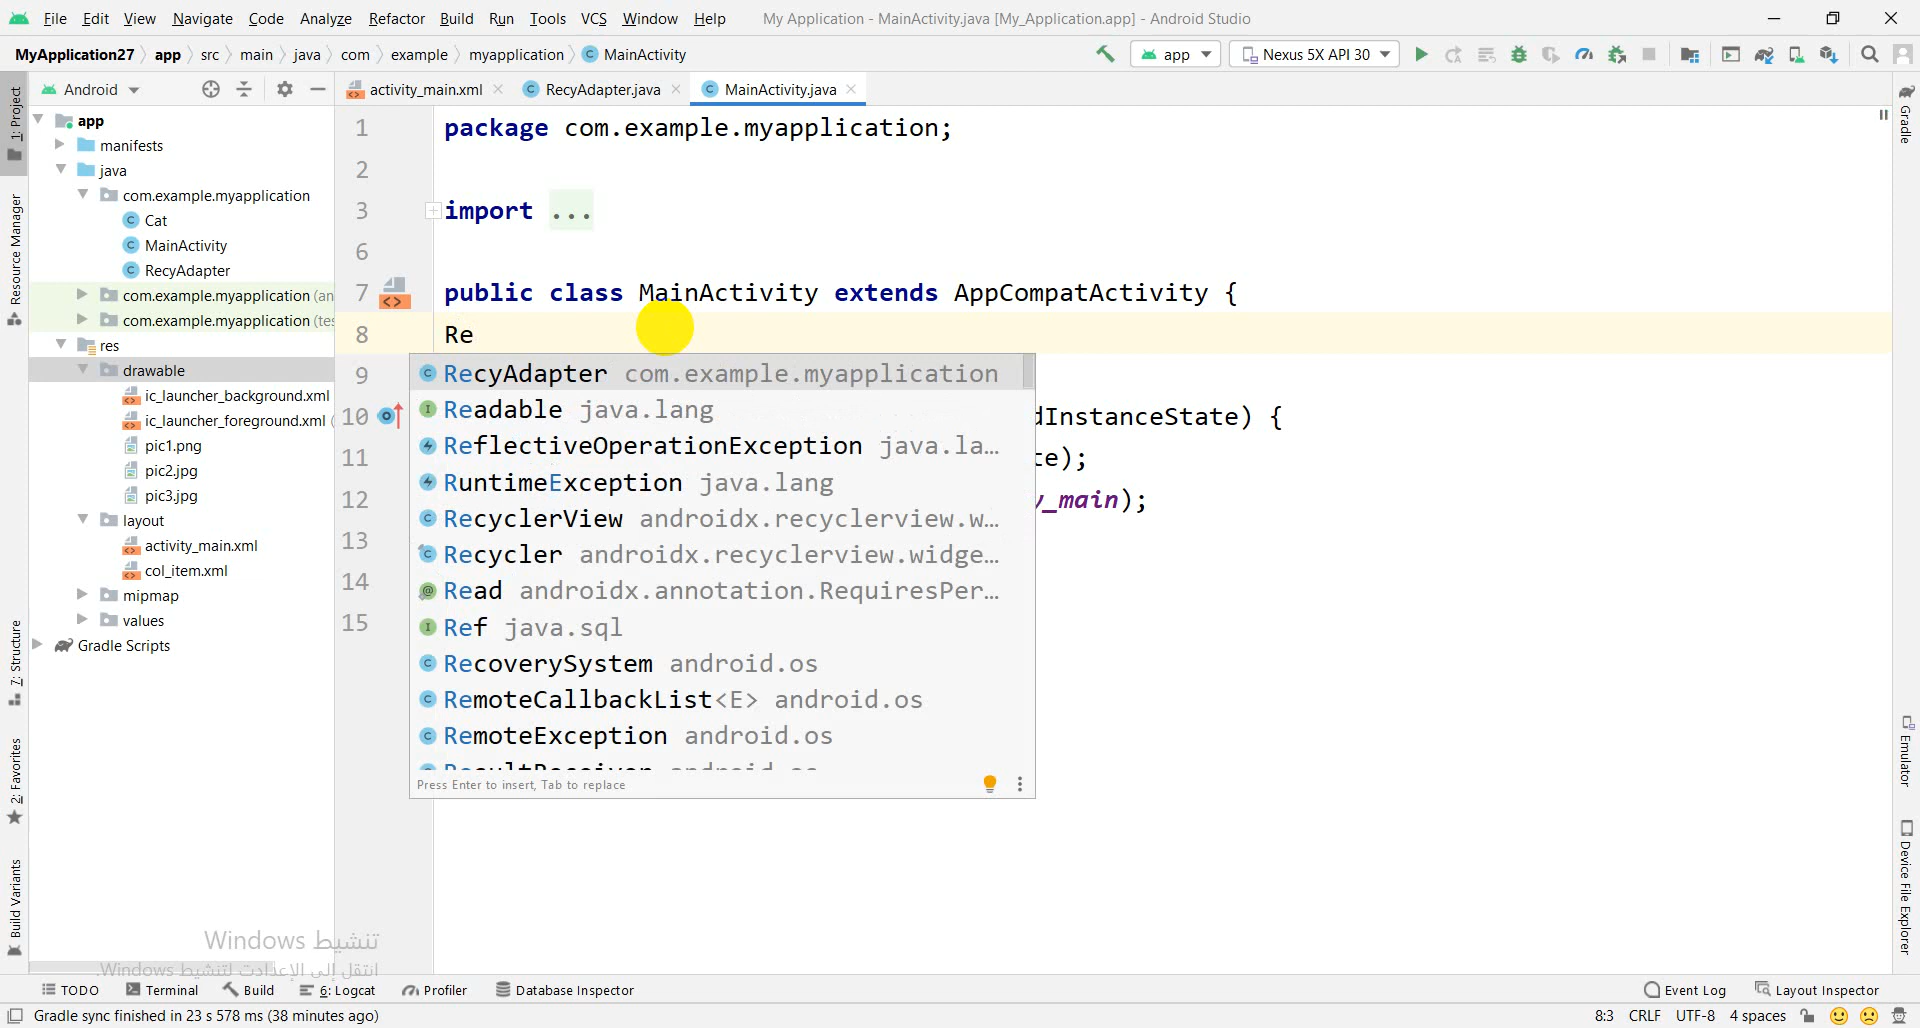 File Edit View Navigate Code Analyze Refactor Build Run Tools VCS Window Help My Application - MainActivity.java [My_Application.app] - Android Studio
MyApplication27 app src main java com example myapplication MainActivity app Nexus 5X API 30
Android activity_main.xml RecyAdapter.java MainActivity.java
1: Project
Resource Manager
7: Structure
2: Favorites
Build Variants
app
manifests
java
com.example.myapplication
Cat
MainActivity
RecyAdapter
com.example.myapplication (an
com.example.myapplication (tes
res
drawable
ic_launcher_background.xml
ic_launcher_foreground.xml (
pic1.png
pic2.jpg
pic3.jpg
layout
activity_main.xml
col_item.xml
mipmap
values
Gradle Scripts
1 package com.example.myapplication;
2
3 import ...
6
7 public class MainActivity extends AppCompatActivity {
8 Re
9
10 dInstanceState) {
11 te);
12 y_main);
13
14
15
RecyAdapter com.example.myapplication
Readable java.lang
ReflectiveOperationException java.la...
RuntimeException java.lang
RecyclerView androidx.recyclerview.w...
Recycler androidx.recyclerview.widge...
Read androidx.annotation.RequiresPer...
Ref java.sql
RecoverySystem android.os
RemoteCallbackList<E> android.os
RemoteException android.os
ResultReceiver android.os
Press Enter to insert, Tab to replace
Gradle
Emulator
Device File Explorer
تنشيط Windows
انتقل إلى الإعدادت لتنشيط Windows.
TODO Terminal Build 6: Logcat Profiler Database Inspector Event Log Layout Inspector
Gradle sync finished in 23 s 578 ms (38 minutes ago) 8:3 CRLF UTF-8 4 spaces